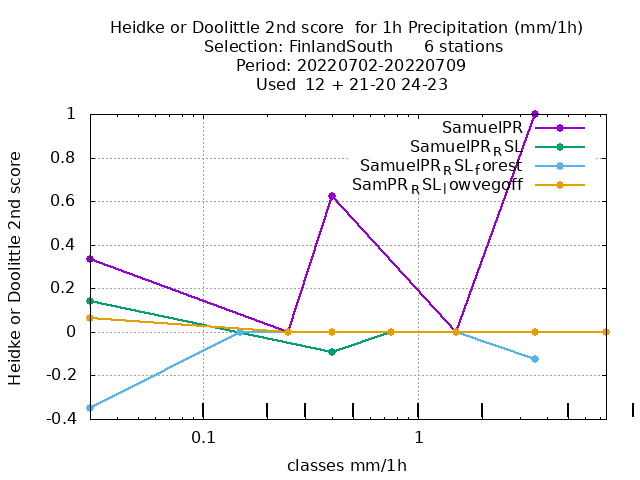 Heidke or Doolittle 2nd score  for 1h Precipitation (mm/1h)
Selection: FinlandSouth      6 stations
Period: 20220702-20220709
Used  12 + 21-20 24-23
Heidke or Doolittle 2nd score
1
0.8
0.6
0.4
0.2
0
-0.2
-0.4
SamuelPR
SamuelPR_RSL
SamuelPR_RSL_forest
SamPR_RSL_lowvegoff
0.1
1
classes mm/1h